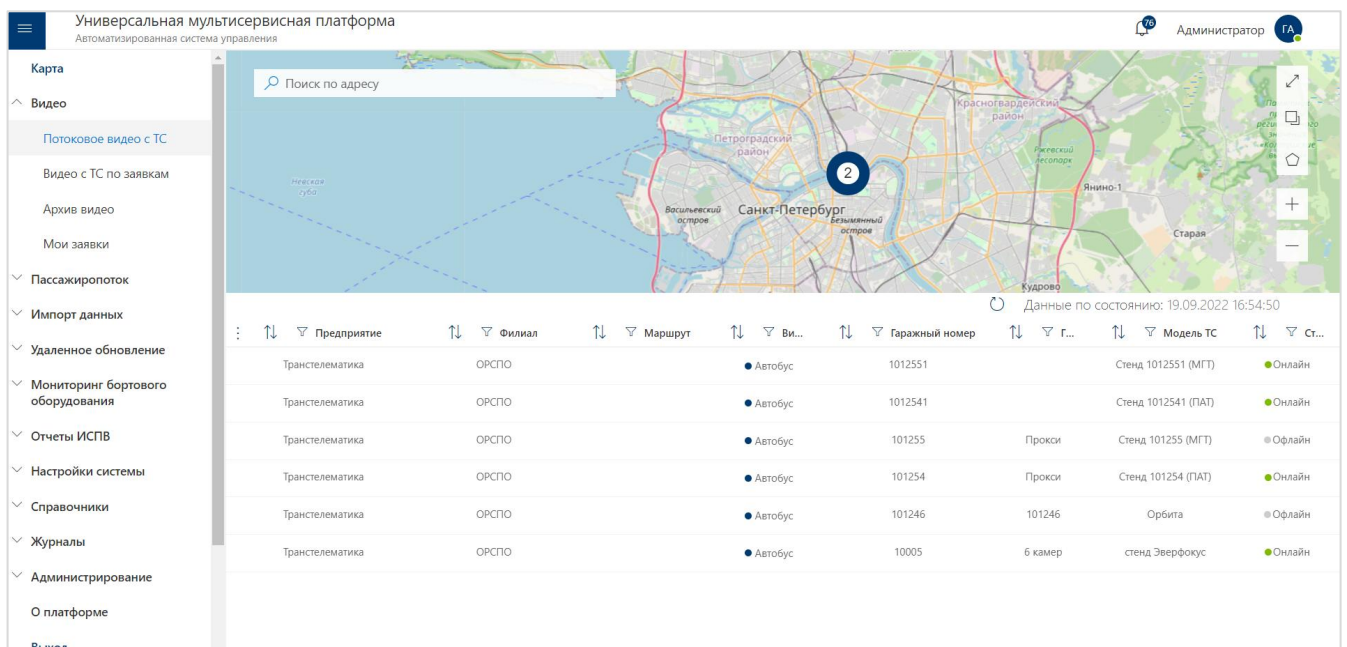 Универсальная мультисервисная платформа
Автоматизированная система управления
76
Администратор
ГА
Карта
Видео
Потоковое видео с ТС
Видео с ТС по заявкам
Архив видео
Мои заявки
Пассажиропоток
Импорт данных
Удаленное обновление
Мониторинг бортового
оборудования
Отчеты ИСПВ
Настройки системы
Справочники
Журналы
Администрирование
О платформе
Выход
Поиск по адресу
Красногвардейский
район
Петроградский
район
Ржевский
лесопарк
Невская
губа
2
Янино-1
Васильевский
остров
Санкт-Петербург
Безымянный
остров
Старая
Кудрово
Данные по состоянию: 19.09.2022 16:54:50
Предприятие Филиал Маршрут Ви... Гаражный номер Г... Модель ТС Ст...
Транстелематика ОРСПО Автобус 1012551 Стенд 1012551 (МГТ) Онлайн
Транстелематика ОРСПО Автобус 1012541 Стенд 1012541 (ПАТ) Онлайн
Транстелематика ОРСПО Автобус 101255 Прокси Стенд 101255 (МГТ) Офлайн
Транстелематика ОРСПО Автобус 101254 Прокси Стенд 101254 (ПАТ) Онлайн
Транстелематика ОРСПО Автобус 101246 101246 Орбита Офлайн
Транстелематика ОРСПО Автобус 10005 6 камер стенд Эверфокус Онлайн